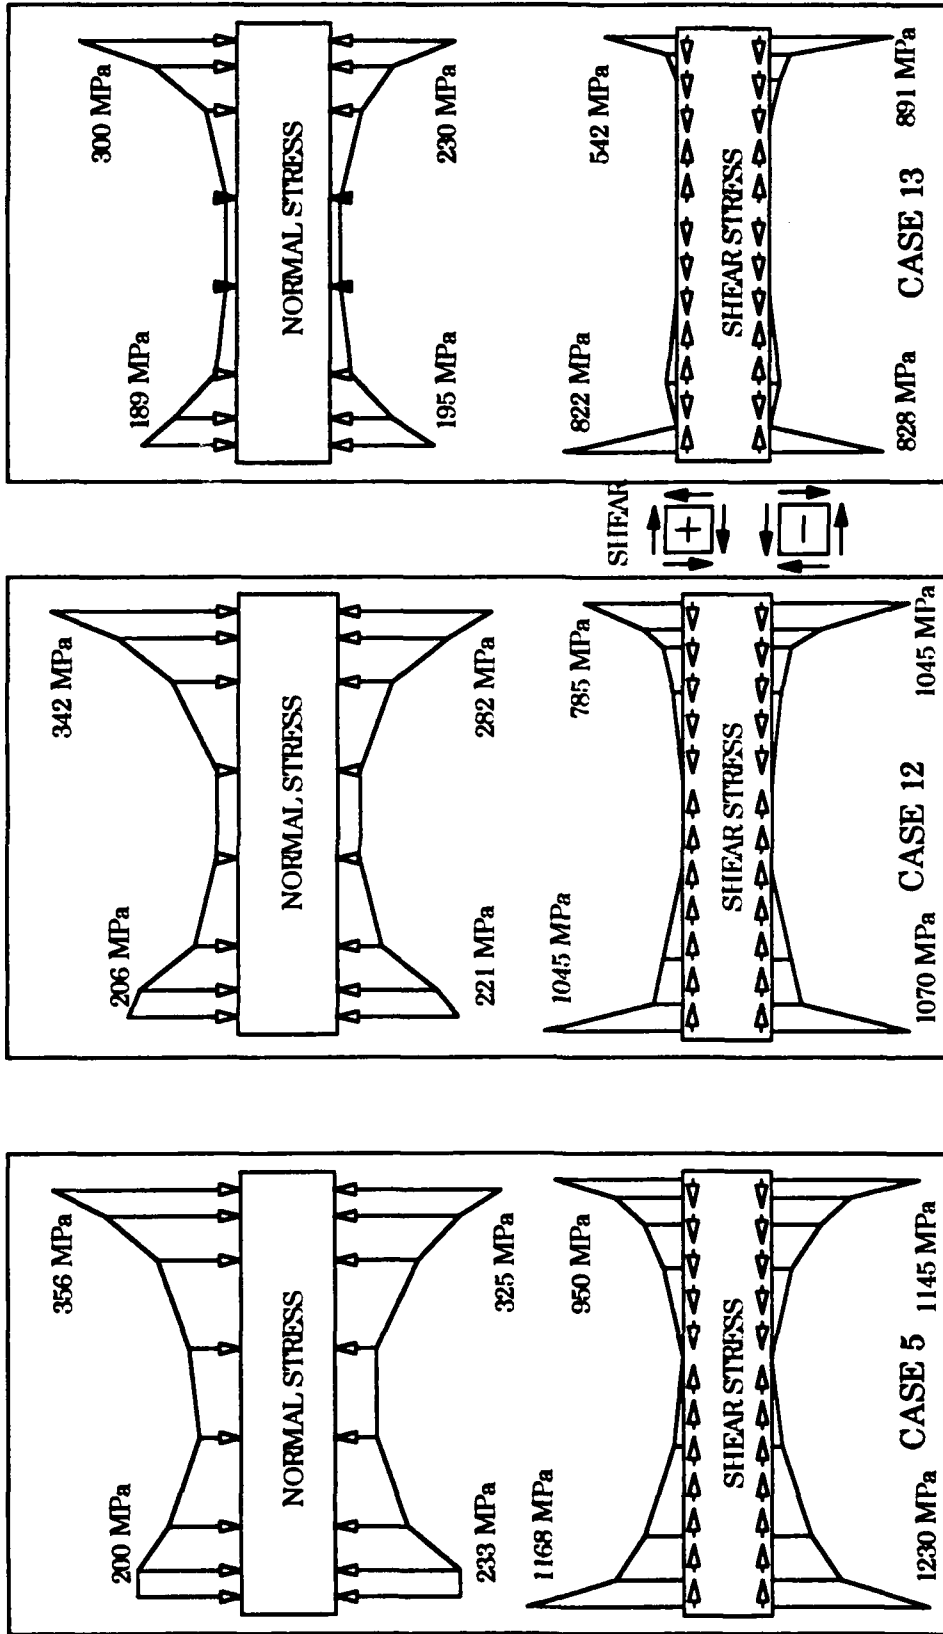 356 MPa
200 MPa
NORMAL STRESS
325 MPa
233 MPa
950 MPa
1168 MPa
SHEAR STRESS
1145 MPa
1230 MPa
CASE 5
342 MPa
206 MPa
NORMAL STRESS
282 MPa
221 MPa
785 MPa
1045 MPa
SHEAR STRESS
1045 MPa
1070 MPa
CASE 12
SHEAR
+
−
300 MPa
189 MPa
NORMAL STRESS
230 MPa
195 MPa
542 MPa
822 MPa
SHEAR STRESS
891 MPa
828 MPa
CASE 13